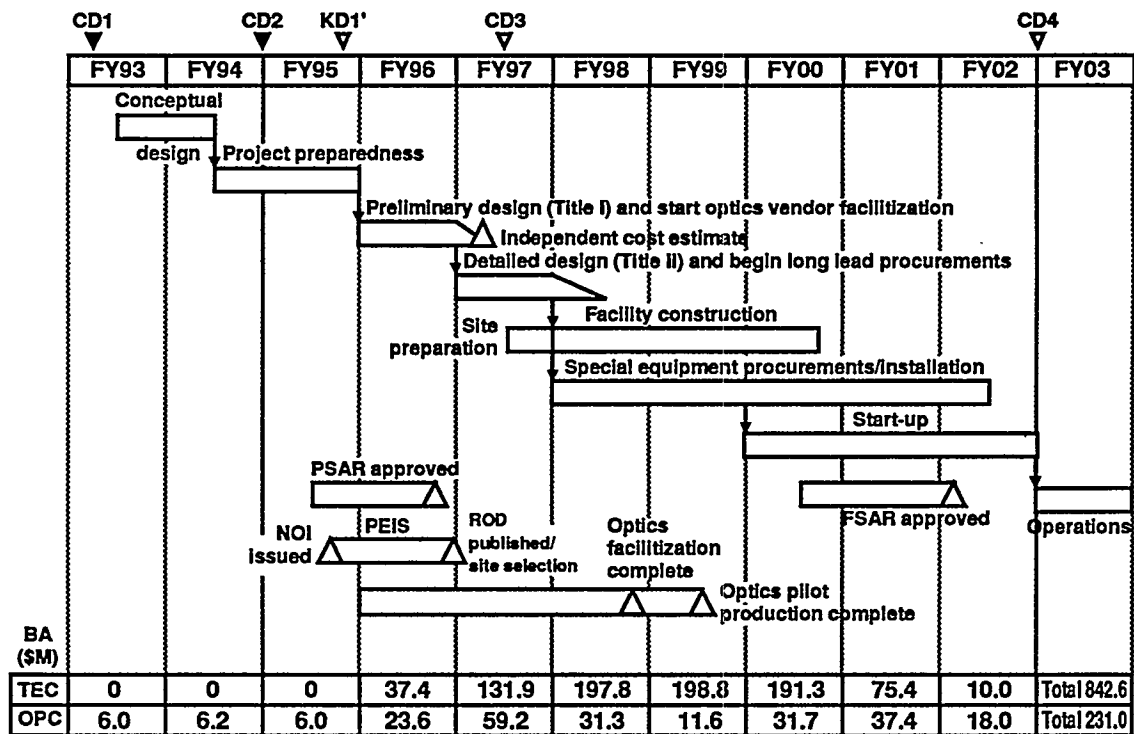 CD1 CD2 KD1' CD3 CD4
FY93 FY94 FY95 FY96 FY97 FY98 FY99 FY00 FY01 FY02 FY03
Conceptual
design Project preparedness
Preliminary design (Title I) and start optics vendor facilitization
Independent cost estimate
Detailed design (Title II) and begin long lead procurements
Site
preparation
Facility construction
Special equipment procurements/installation
Start-up
PSAR approved
FSAR approved
Operations
NOI
issued
PEIS
ROD
published/
site selection
Optics
facilitization
complete
Optics pilot
production complete
BA
($M)
TEC 0 0 0 37.4 131.9 197.8 198.8 191.3 75.4 10.0 Total 842.6
OPC 6.0 6.2 6.0 23.6 59.2 31.3 11.6 31.7 37.4 18.0 Total 231.0